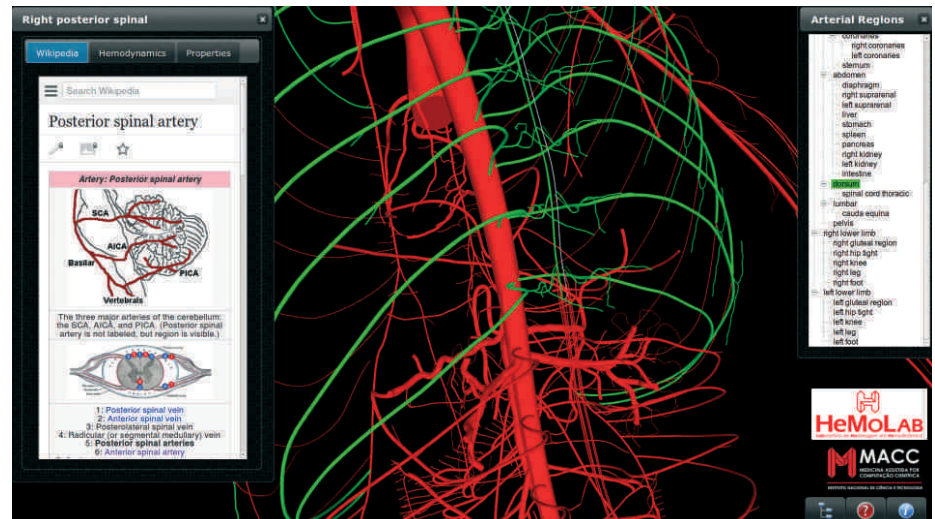 Right posterior spinal
Wikipedia
Hemodynamics
Properties
Search Wikipedia
Posterior spinal artery
Artery: Posterior spinal artery
SCA
AICA
Basilar
PICA
Vertebrals
The three major arteries of the cerebellum:
the SCA, AICA, and PICA. (Posterior spinal
artery is not labeled, but region is visible.)
1: Posterior spinal vein
2: Anterior spinal vein
3: Posterolateral spinal vein
4: Radicular (or segmental medullary) vein
5: Posterior spinal arteries
6: Anterior spinal artery
Arterial Regions
coronaries
right coronaries
left coronaries
sternum
abdomen
diaphragm
right suprarenal
left suprarenal
liver
stomach
spleen
pancreas
right kidney
left kidney
intestine
dorsum
spinal cord thoracic
lumbar
cauda equina
pelvis
right lower limb
right gluteal region
right hip tight
right knee
right leg
right foot
left lower limb
left gluteal region
left hip tight
left knee
left leg
left foot
HEMOLAB
MACC
MEDICINA ASSISTIDA POR
COMPUTAÇÃO CIENTÍFICA
INSTITUTO NACIONAL DE CIÊNCIA E TECNOLOGIA